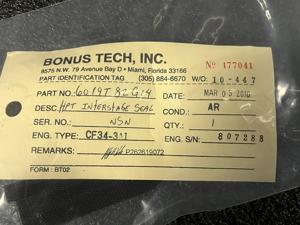 BONUS TECH, INC.
8575 N.W. 79 Avenue Bay D • Miami, Florida 33166
Nº 177041
PART IDENTIFICATION TAG (305) 884-6670 W/O: 10-447
PART NO: 6019T82G19 DATE: MAR 05 2010
DESC: HPT INTERSTAGE SEAL COND: AR
SER. NO.: NSN QTY.: 1
ENG. TYPE: CF34-3A1 ENG. S/N: 807288
REMARKS: P262619072
FORM : BT02